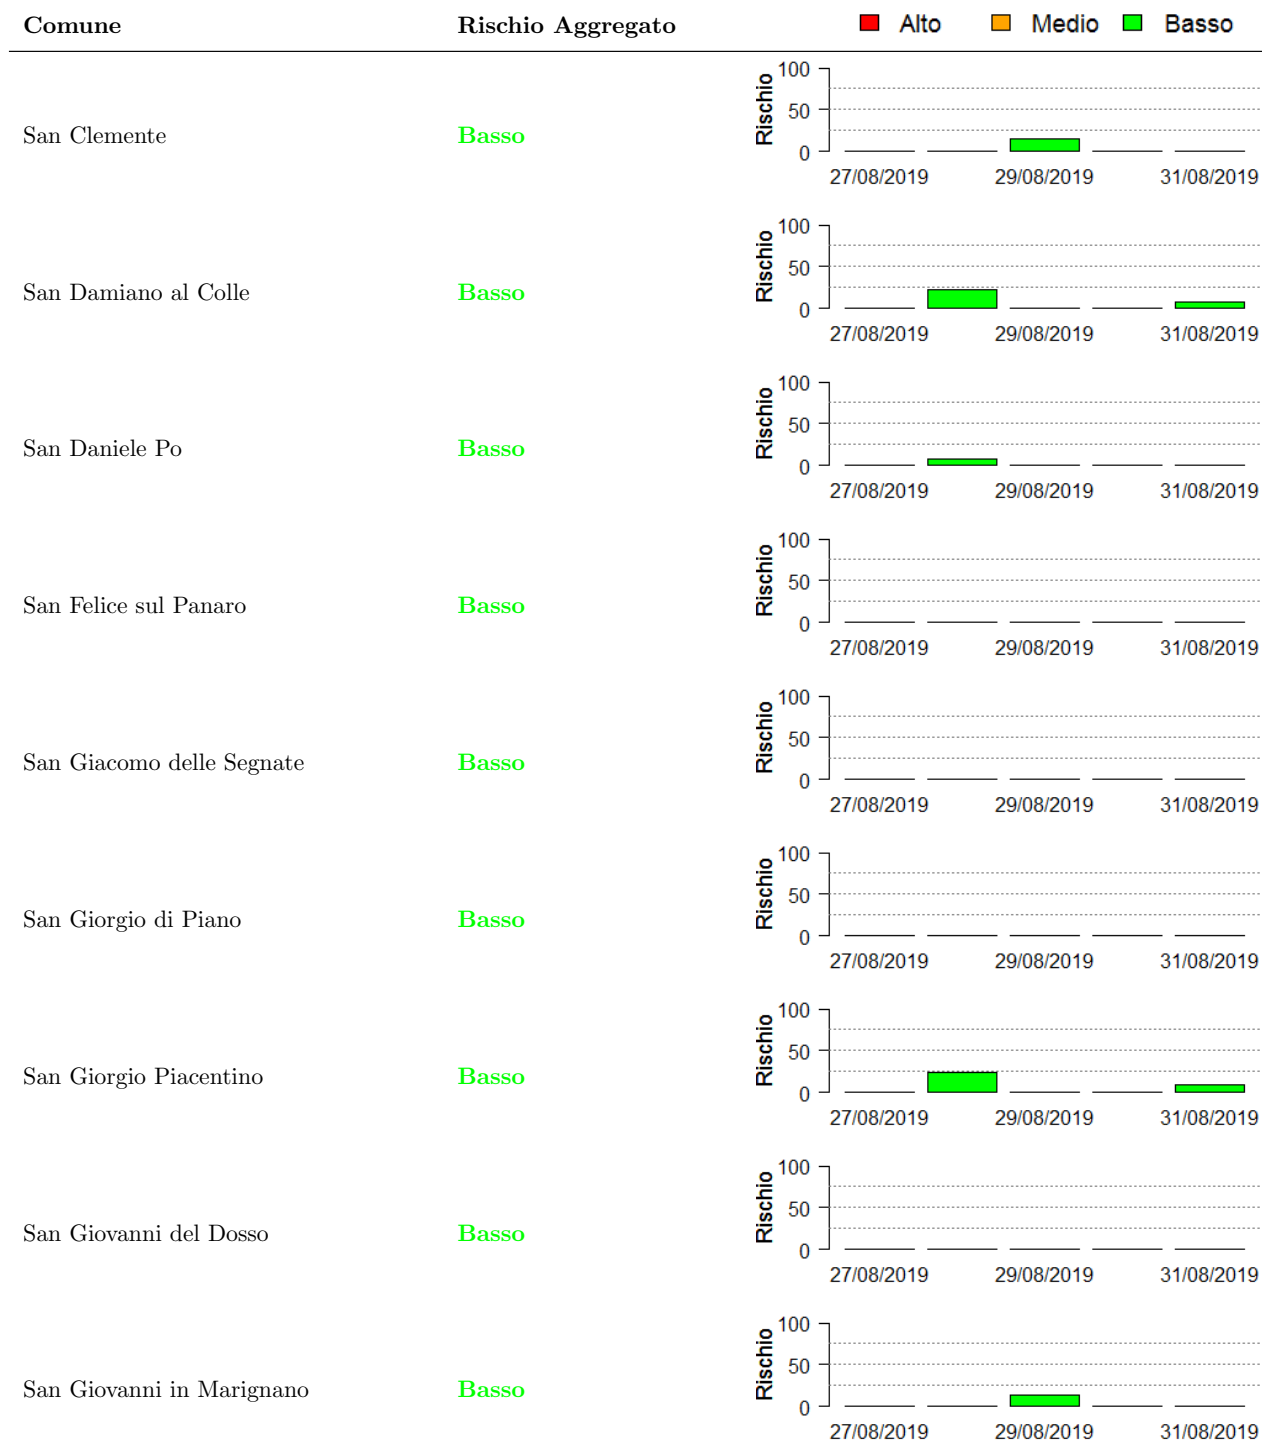 Comune Rischio Aggregato Alto Medio Basso
San Clemente Basso
Rischio
100
50
0
27/08/2019 29/08/2019 31/08/2019
San Damiano al Colle Basso
Rischio
100
50
0
27/08/2019 29/08/2019 31/08/2019
San Daniele Po Basso
Rischio
100
50
0
27/08/2019 29/08/2019 31/08/2019
San Felice sul Panaro Basso
Rischio
100
50
0
27/08/2019 29/08/2019 31/08/2019
San Giacomo delle Segnate Basso
Rischio
100
50
0
27/08/2019 29/08/2019 31/08/2019
San Giorgio di Piano Basso
Rischio
100
50
0
27/08/2019 29/08/2019 31/08/2019
San Giorgio Piacentino Basso
Rischio
100
50
0
27/08/2019 29/08/2019 31/08/2019
San Giovanni del Dosso Basso
Rischio
100
50
0
27/08/2019 29/08/2019 31/08/2019
San Giovanni in Marignano Basso
Rischio
100
50
0
27/08/2019 29/08/2019 31/08/2019